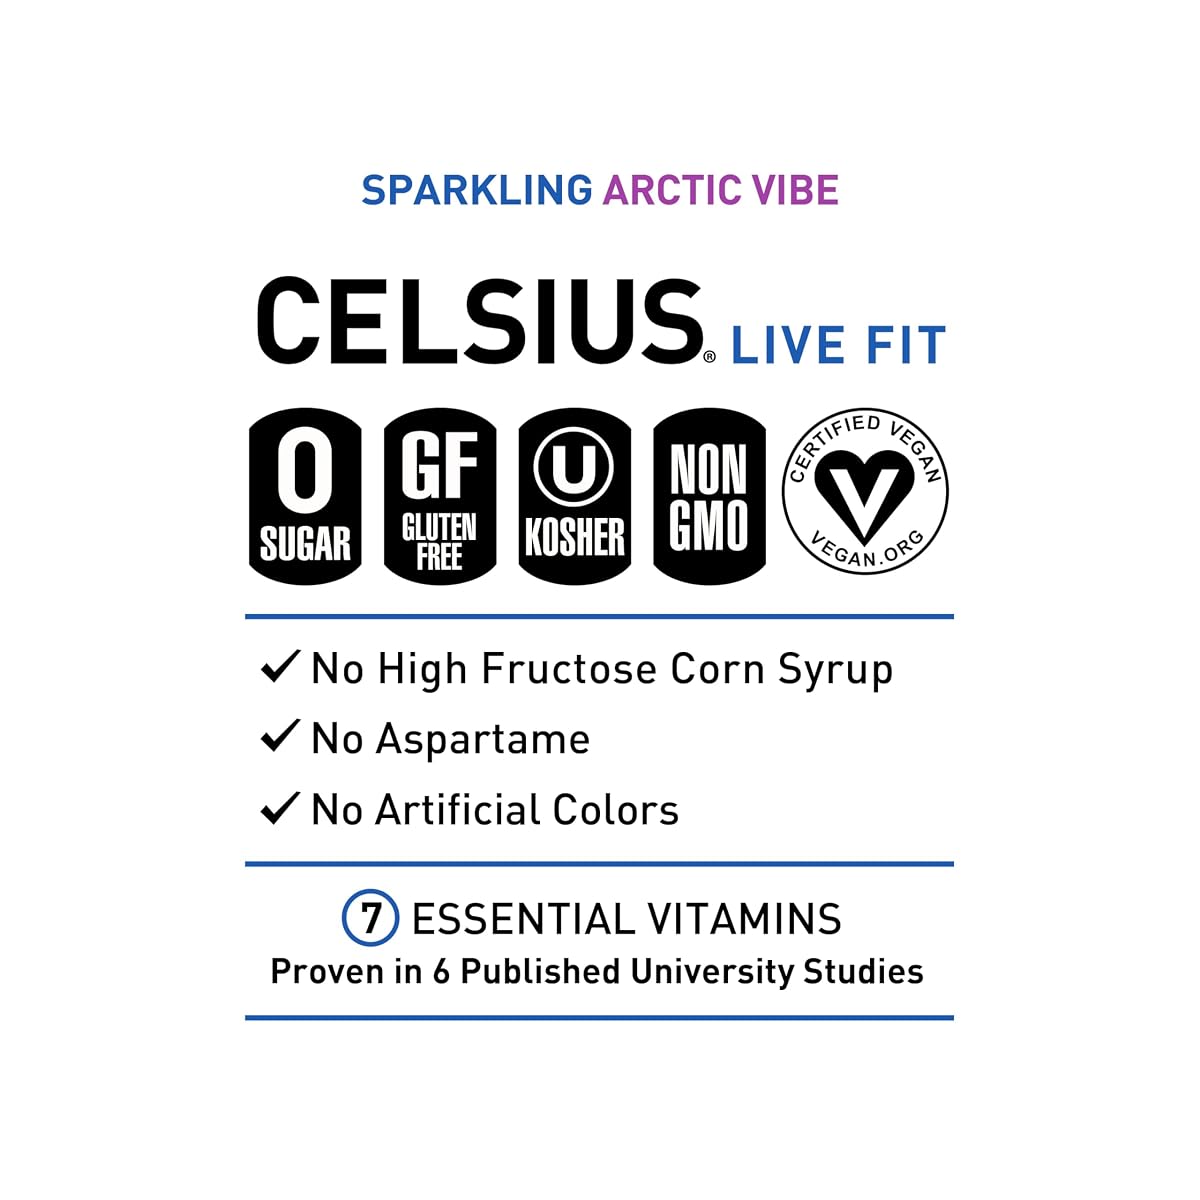 SPARKLING ARCTIC VIBE
CELSIUS® LIVE FIT
0
SUGAR
GF
GLUTEN
FREE
U
KOSHER
NON
GMO
CERTIFIED VEGAN
V
VEGAN.ORG
✓ No High Fructose Corn Syrup
✓ No Aspartame
✓ No Artificial Colors
7 ESSENTIAL VITAMINS
Proven in 6 Published University Studies